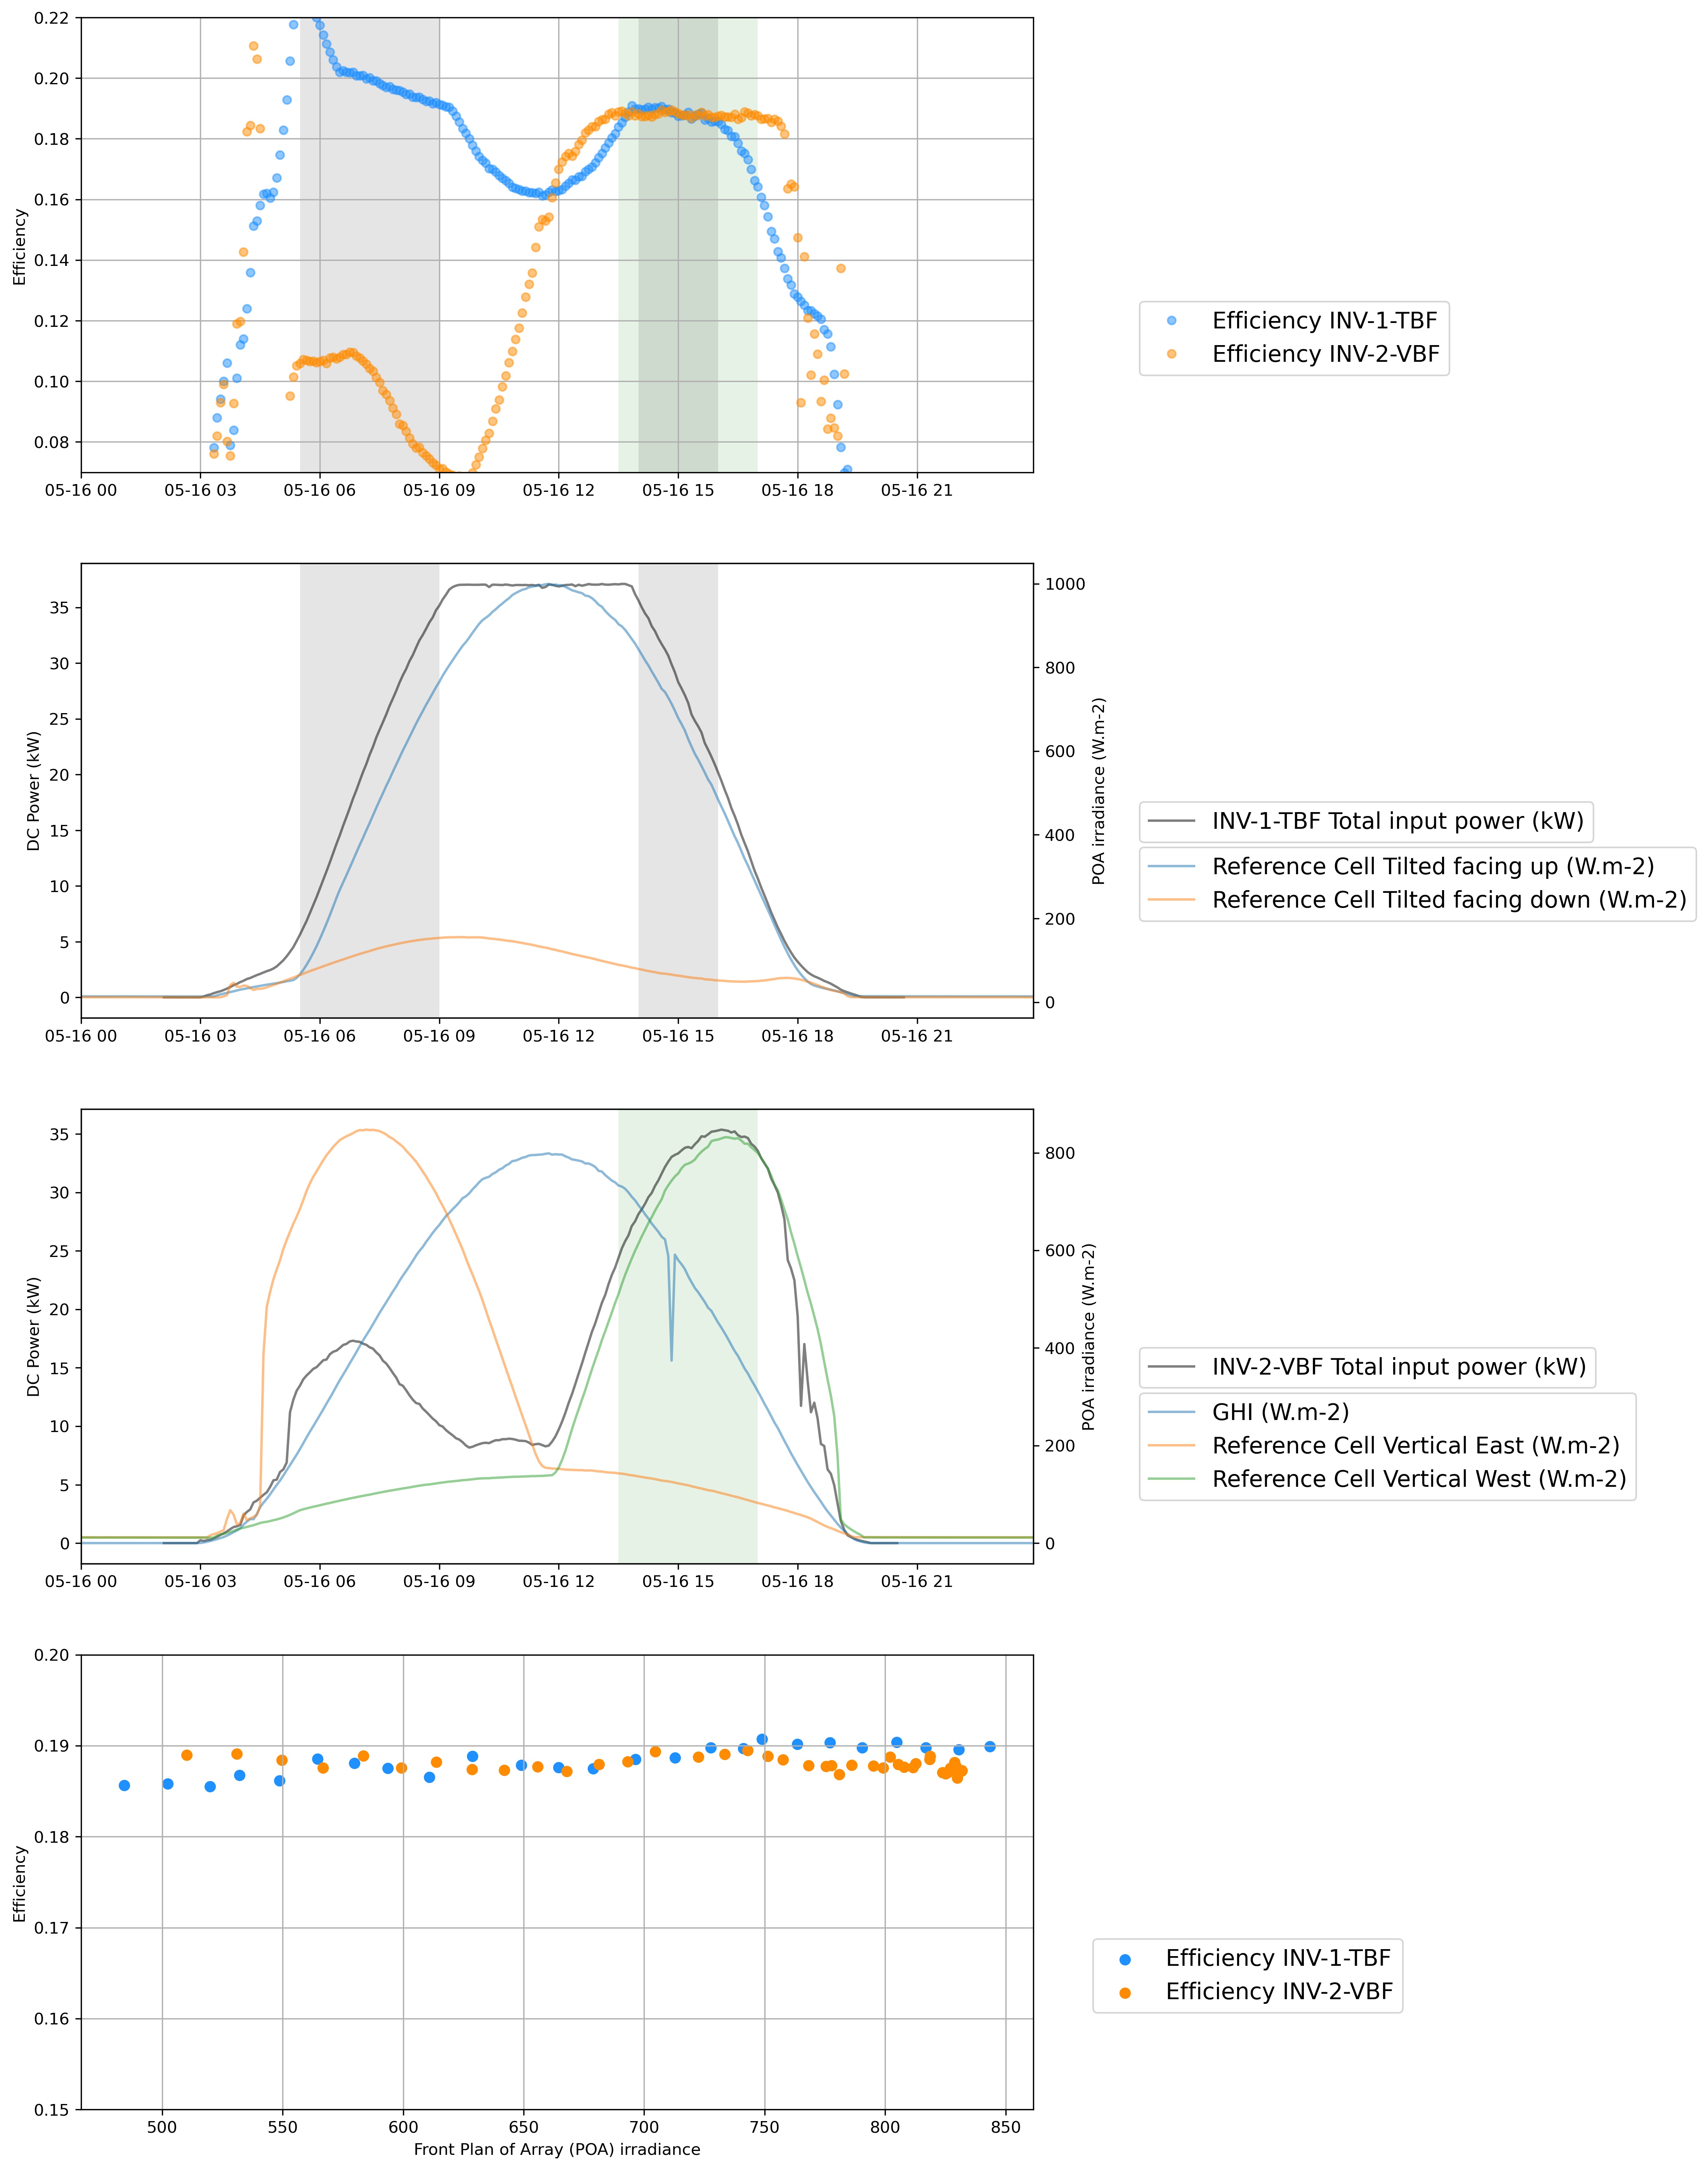 0.22
0.20
0.18
0.16
0.14
0.12
0.10
0.08
Efficiency
05-16 00 05-16 03 05-16 06 05-16 09 05-16 12 05-16 15 05-16 18 05-16 21
Efficiency INV-1-TBF
Efficiency INV-2-VBF
35
30
25
20
15
10
5
0
DC Power (kW)
1000
800
600
400
200
0
POA irradiance (W.m-2)
05-16 00 05-16 03 05-16 06 05-16 09 05-16 12 05-16 15 05-16 18 05-16 21
INV-1-TBF Total input power (kW)
Reference Cell Tilted facing up (W.m-2)
Reference Cell Tilted facing down (W.m-2)
35
30
25
20
15
10
5
0
DC Power (kW)
800
600
400
200
0
POA irradiance (W.m-2)
05-16 00 05-16 03 05-16 06 05-16 09 05-16 12 05-16 15 05-16 18 05-16 21
INV-2-VBF Total input power (kW)
GHI (W.m-2)
Reference Cell Vertical East (W.m-2)
Reference Cell Vertical West (W.m-2)
0.20
0.19
0.18
0.17
0.16
0.15
Efficiency
500 550 600 650 700 750 800 850
Front Plan of Array (POA) irradiance
Efficiency INV-1-TBF
Efficiency INV-2-VBF